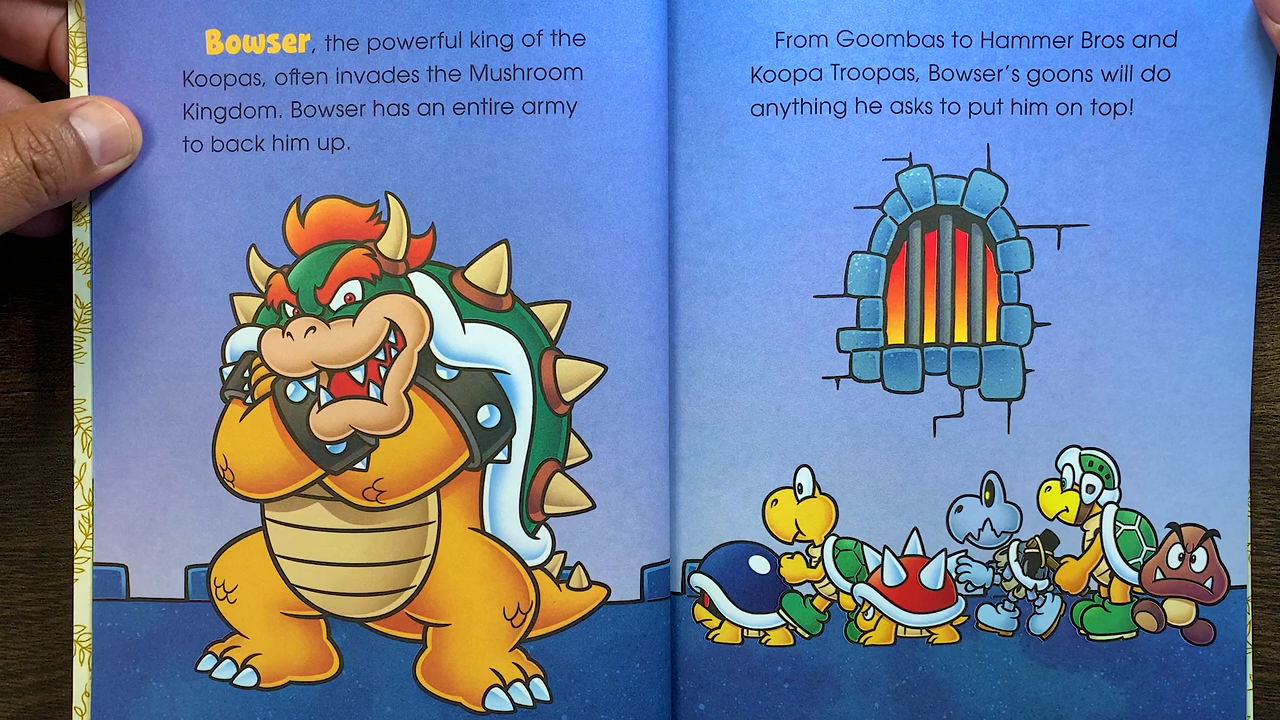 Bowser, the powerful king of the
Koopas, often invades the Mushroom
Kingdom. Bowser has an entire army
to back him up.
From Goombas to Hammer Bros and
Koopa Troopas, Bowser's goons will do
anything he asks to put him on top!